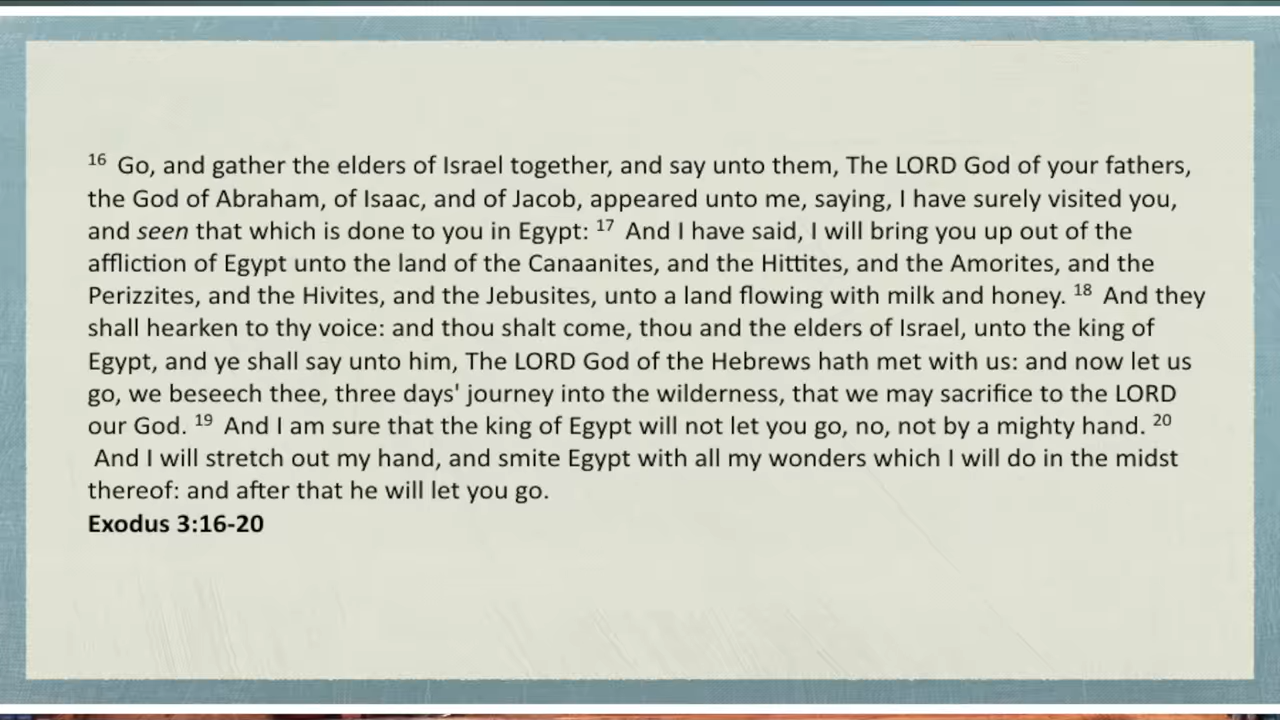 16 Go, and gather the elders of Israel together, and say unto them, The LORD God of your fathers,
the God of Abraham, of Isaac, and of Jacob, appeared unto me, saying, I have surely visited you,
and seen that which is done to you in Egypt: 17 And I have said, I will bring you up out of the
affliction of Egypt unto the land of the Canaanites, and the Hittites, and the Amorites, and the
Perizzites, and the Hivites, and the Jebusites, unto a land flowing with milk and honey. 18 And they
shall hearken to thy voice: and thou shalt come, thou and the elders of Israel, unto the king of
Egypt, and ye shall say unto him, The LORD God of the Hebrews hath met with us: and now let us
go, we beseech thee, three days' journey into the wilderness, that we may sacrifice to the LORD
our God. 19 And I am sure that the king of Egypt will not let you go, no, not by a mighty hand. 20
And I will stretch out my hand, and smite Egypt with all my wonders which I will do in the midst
thereof: and after that he will let you go.
Exodus 3:16-20